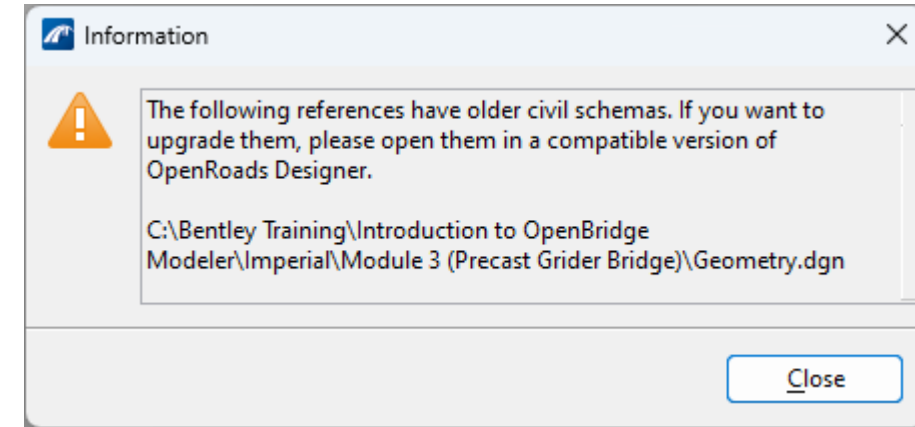 Information
The following references have older civil schemas. If you want to
upgrade them, please open them in a compatible version of
OpenRoads Designer.
C:\Bentley Training\Introduction to OpenBridge
Modeler\Imperial\Module 3 (Precast Grider Bridge)\Geometry.dgn
Close